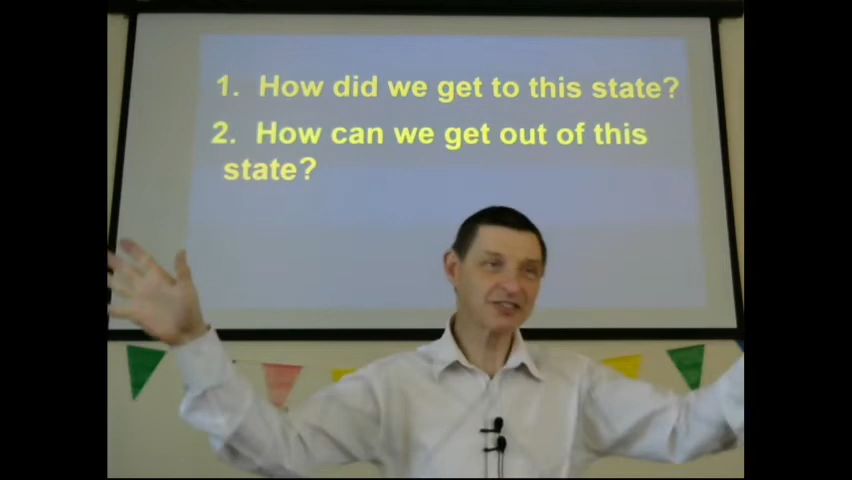 1. How did we get to this state?
2. How can we get out of this
state?